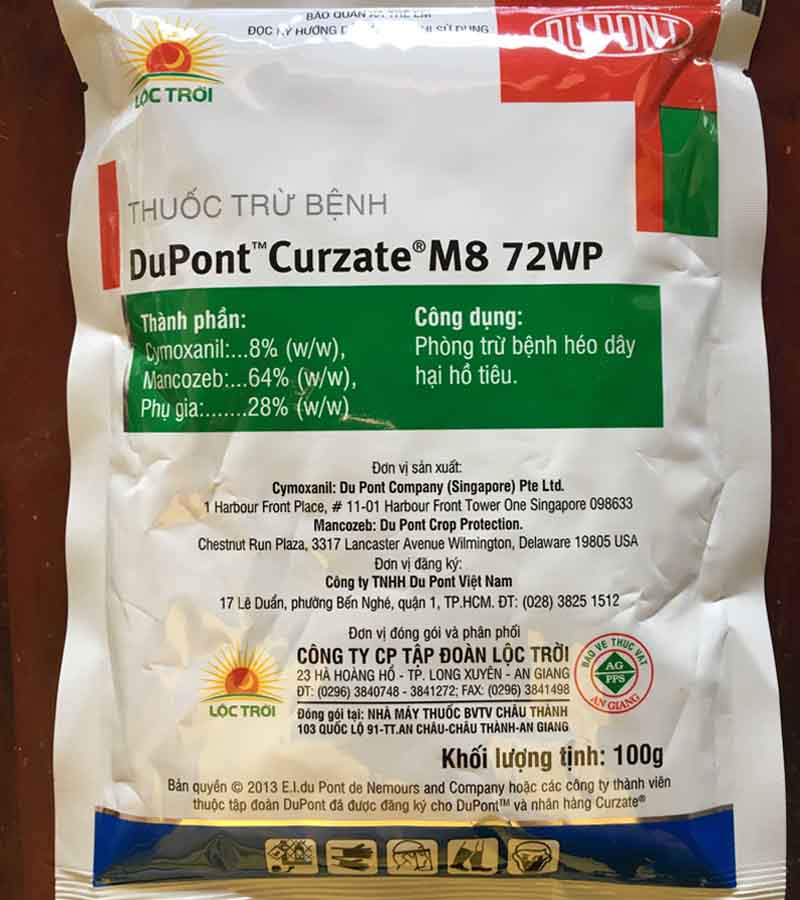 BẢO QUẢN XA TRẺ EM
ĐỌC KỸ HƯỚNG DẪN SỬ DỤNG
DU PONT
LỘC TRỜI
THUỐC TRỪ BỆNH
DuPont™ Curzate® M8 72WP
Thành phần:
Cymoxanil:...8% (w/w),
Mancozeb:...64% (w/w),
Phụ gia:.......28% (w/w)
Công dụng:
Phòng trừ bệnh héo dây
hại hồ tiêu.
Đơn vị sản xuất:
Cymoxanil: Du Pont Company (Singapore) Pte Ltd.
1 Harbour Front Place, # 11-01 Harbour Front Tower One Singapore 098633
Mancozeb: Du Pont Crop Protection.
Chestnut Run Plaza, 3317 Lancaster Avenue Wilmington, Delaware 19805 USA
Đơn vị đăng ký:
Công ty TNHH Du Pont Việt Nam
17 Lê Duẩn, phường Bến Nghé, quận 1, TP.HCM. ĐT: (028) 3825 1512
Đơn vị đóng gói và phân phối
CÔNG TY CP TẬP ĐOÀN LỘC TRỜI
23 HÀ HOÀNG HỔ - TP. LONG XUYÊN - AN GIANG
ĐT: (0296) 3840748 - 3841272; FAX: (0296) 3841498
Đóng gói tại: NHÀ MÁY THUỐC BVTV CHÂU THÀNH
103 QUỐC LỘ 91-TT.AN CHÂU-CHÂU THÀNH-AN GIANG
LỘC TRỜI
BẢO VỆ THỰC VẬT
AG
PPS
AN GIANG
Khối lượng tịnh: 100g
Bản quyền © 2013 E.I.du Pont de Nemours and Company hoặc các công ty thành viên
thuộc tập đoàn DuPont đã được đăng ký cho DuPont™ và nhãn hàng Curzate®